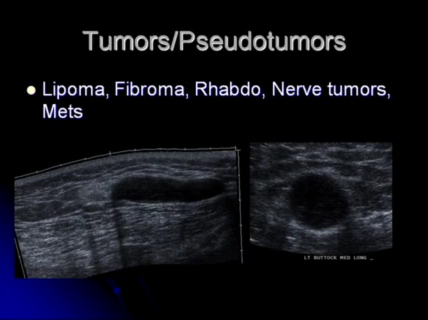 Tumors/Pseudotumors
Lipoma, Fibroma, Rhabdo, Nerve tumors,
Mets
LT BUTTOCK MED LONG _